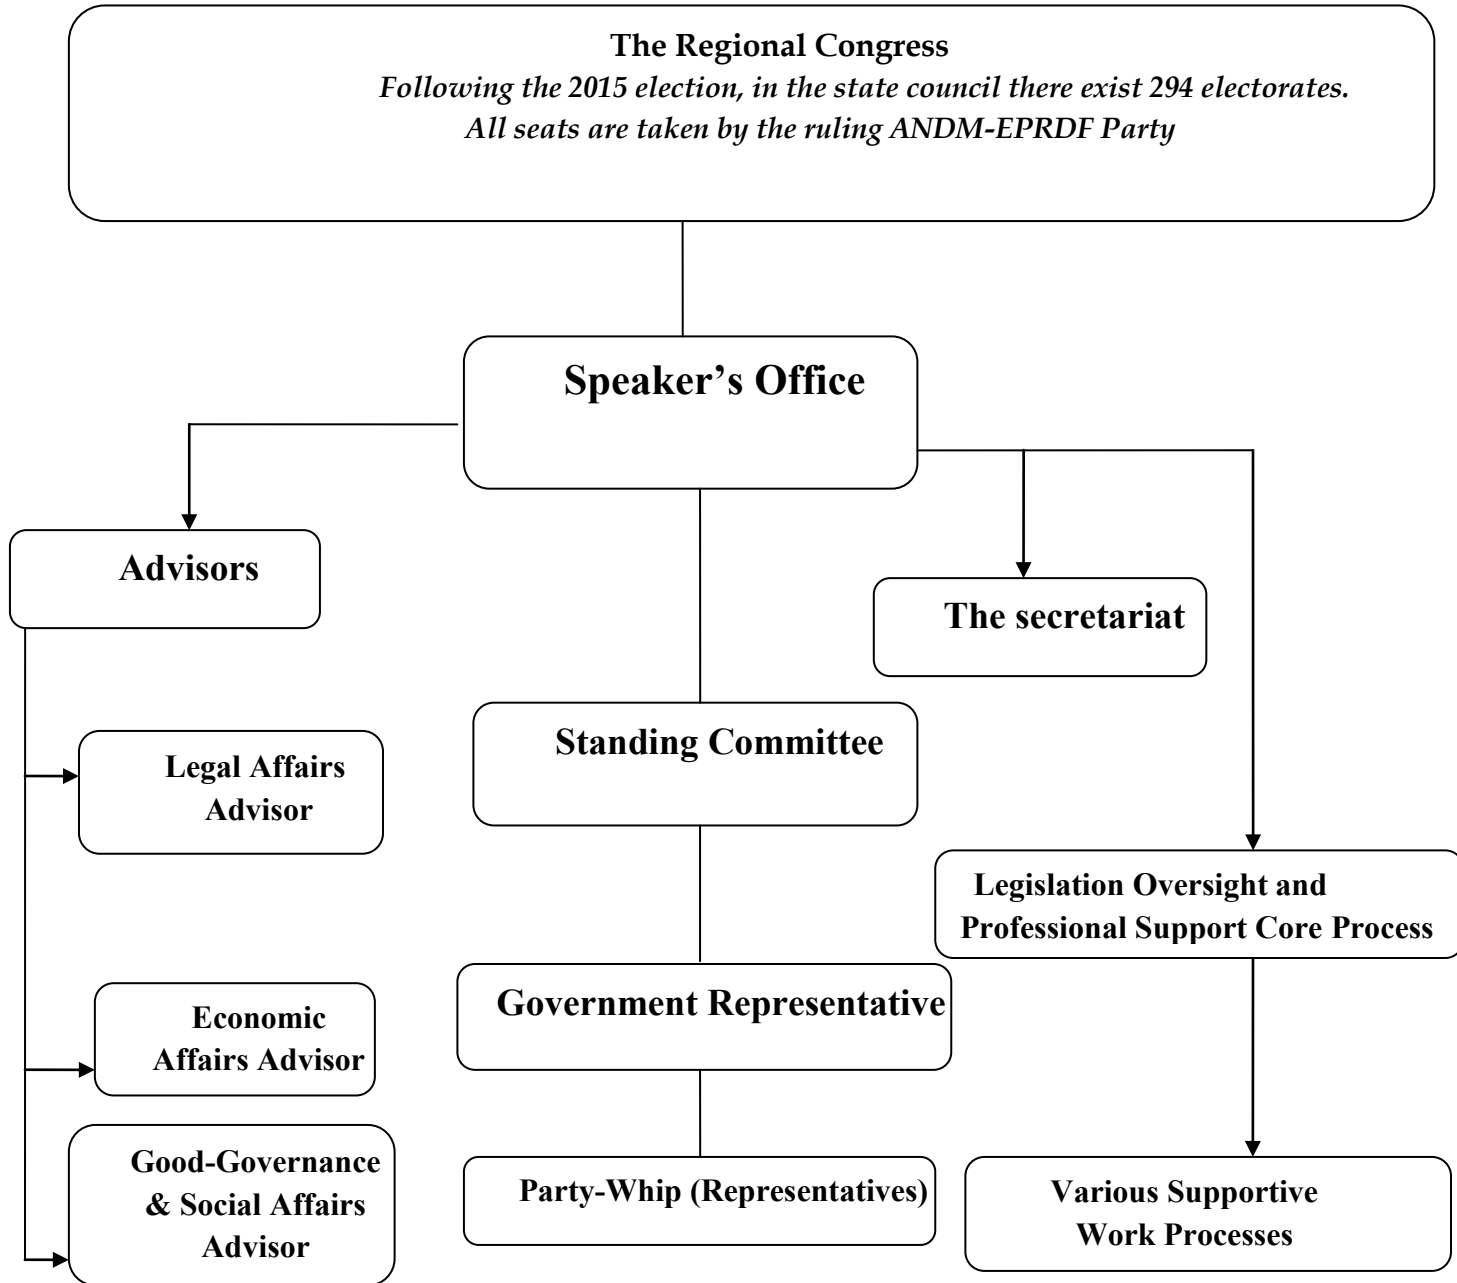 The Regional Congress
Following the 2015 election, in the state council there exist 294 electorates.
All seats are taken by the ruling ANDM-EPRDF Party
Speaker’s Office
Advisors
The secretariat
Standing Committee
Legal Affairs
Advisor
Legislation Oversight and
Professional Support Core Process
Government Representative
Economic
Affairs Advisor
Good-Governance
& Social Affairs
Advisor
Party-Whip (Representatives)
Various Supportive
Work Processes